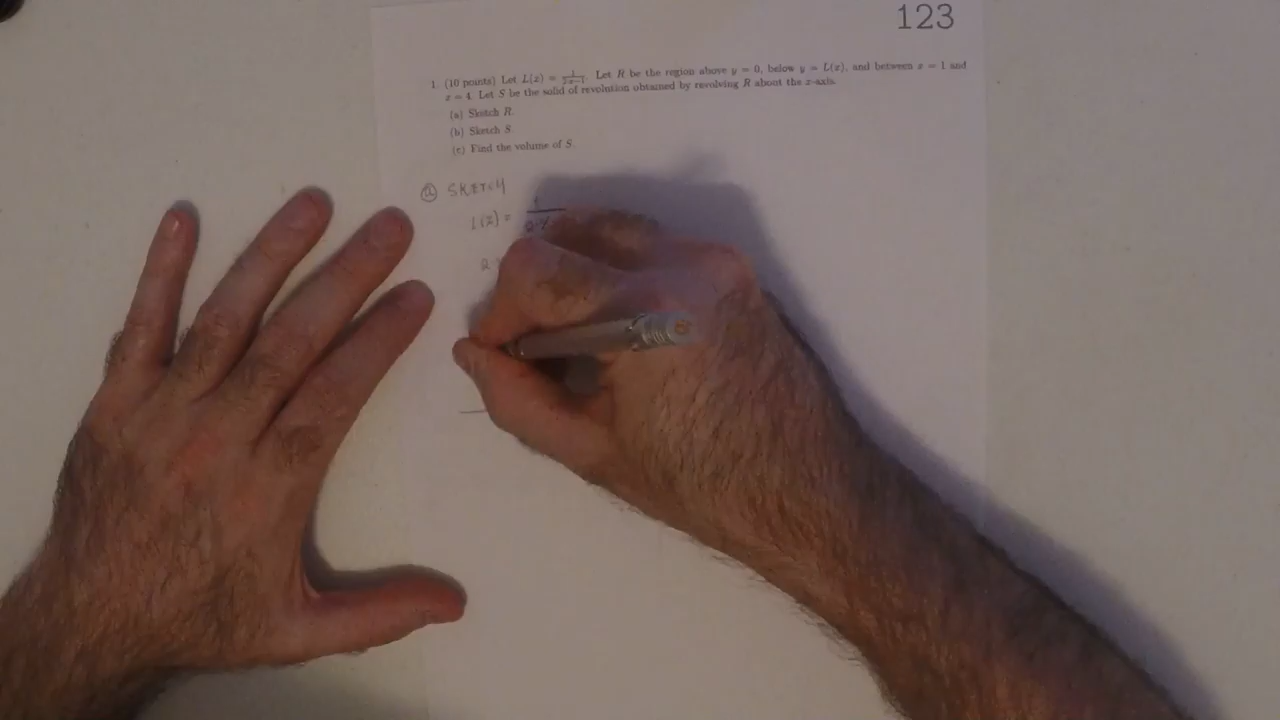 123
1. (10 points) Let L(x) = 1/(2x−1). Let R be the region above y = 0, below y = L(x), and between x = 1 and
x = 4. Let S be the solid of revolution obtained by revolving R about the x-axis.
(a) Sketch R.
(b) Sketch S.
(c) Find the volume of S.
(a) SKETCH
L(x) =